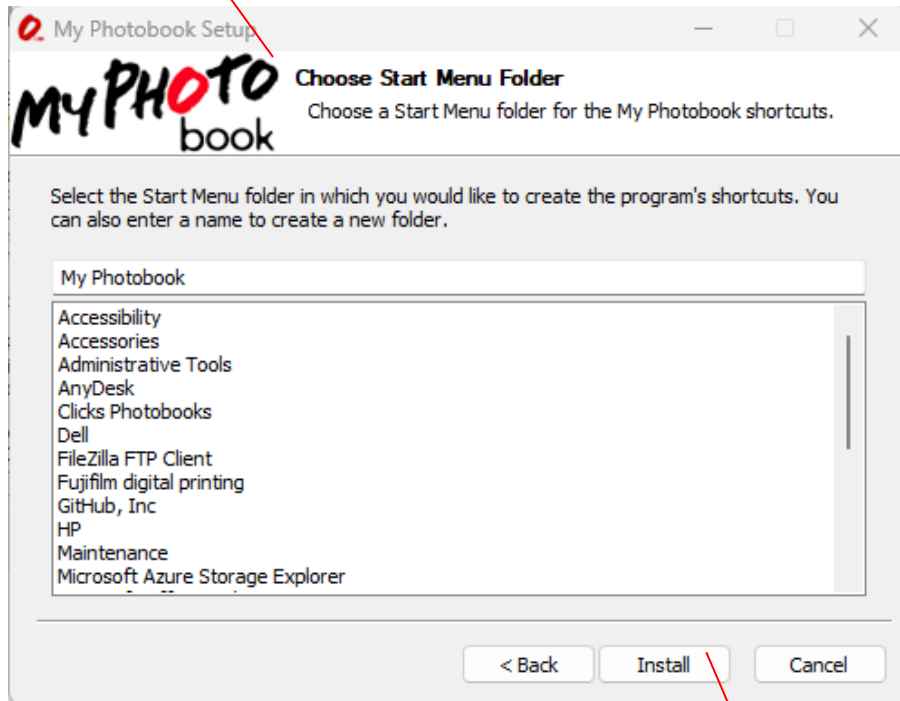 My Photobook Setup
MyPHOTO
book
Choose Start Menu Folder
Choose a Start Menu folder for the My Photobook shortcuts.
Select the Start Menu folder in which you would like to create the program's shortcuts. You
can also enter a name to create a new folder.
My Photobook
Accessibility
Accessories
Administrative Tools
AnyDesk
Clicks Photobooks
Dell
FileZilla FTP Client
Fujifilm digital printing
GitHub, Inc
HP
Maintenance
Microsoft Azure Storage Explorer
< Back
Install
Cancel